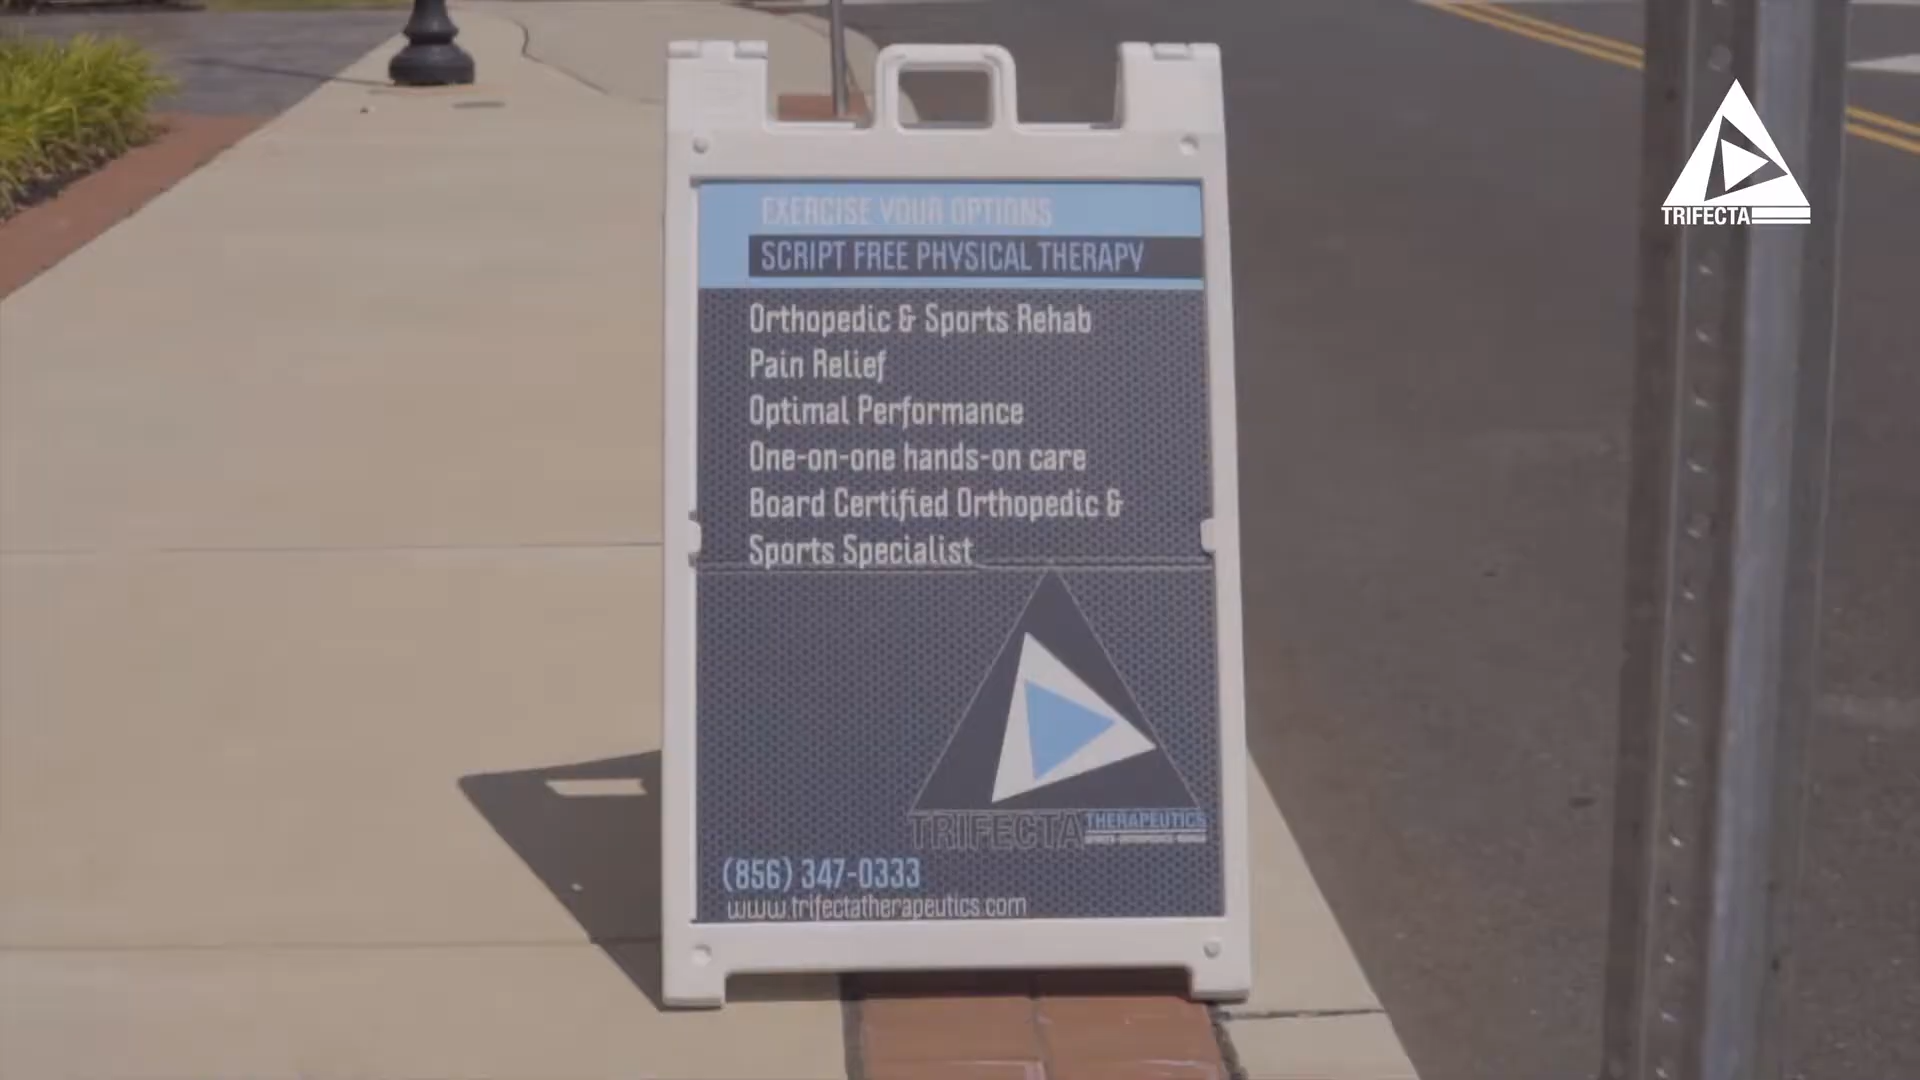 EXERCISE YOUR OPTIONS
SCRIPT FREE PHYSICAL THERAPY
Orthopedic & Sports Rehab
Pain Relief
Optimal Performance
One-on-one hands-on care
Board Certified Orthopedic &
Sports Specialist
TRIFECTA THERAPEUTICS
(856) 347-0333
www.trifectatherapeutics.com
TRIFECTA